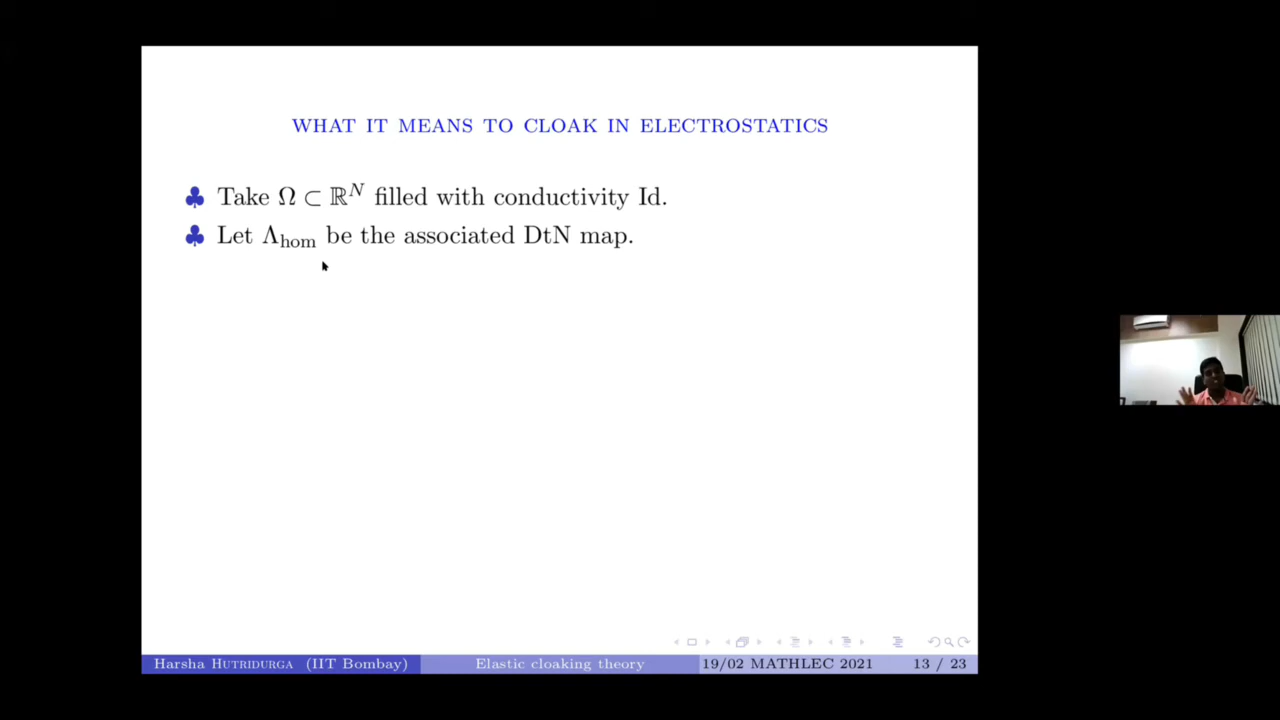 WHAT IT MEANS TO CLOAK IN ELECTROSTATICS
♣ Take Ω ⊂ ℝ^N filled with conductivity Id.
♣ Let Λ_hom be the associated DtN map.
Harsha HUTRIDURGA (IIT Bombay) Elastic cloaking theory 19/02 MATHLEC 2021 13 / 23